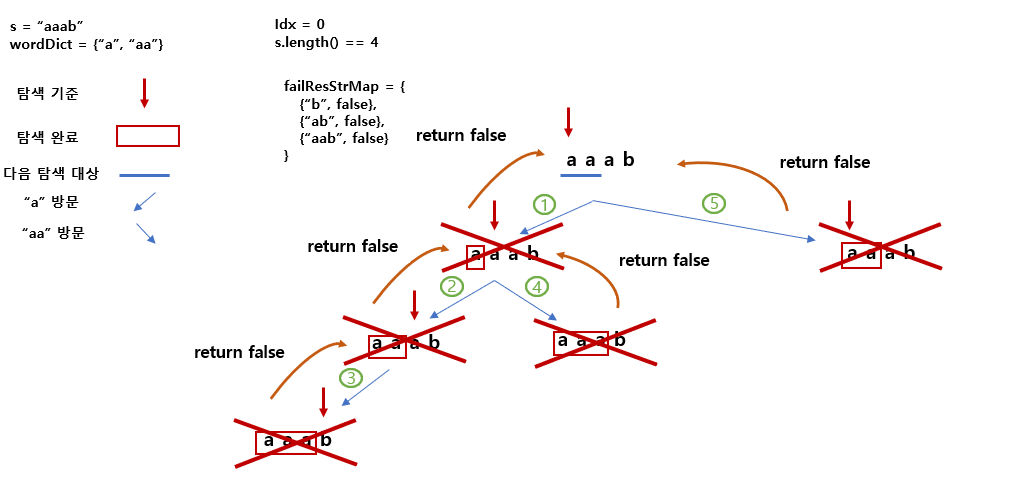 s = “aaab”
wordDict = {“a”, “aa”}
Idx = 0
s.length() == 4
탐색 기준
탐색 완료
다음 탐색 대상
“a” 방문
“aa” 방문
failResStrMap = {
{“b”, false},
{“ab”, false},
{“aab”, false}
}
return false
a a a b
return false
①
⑤
return false
a a a b
return false
a a a b
②
④
return false
a a a b
a a a b
③
a a a b